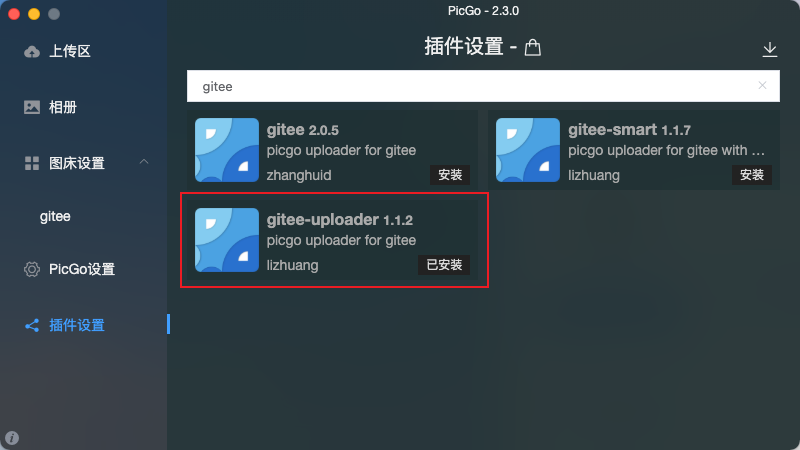 PicGo - 2.3.0
上传区
相册
图床设置
gitee
PicGo设置
插件设置
插件设置 -
gitee
gitee 2.0.5
picgo uploader for gitee
zhanghuid
安装
gitee-smart 1.1.7
picgo uploader for gitee with ...
lizhuang
安装
gitee-uploader 1.1.2
picgo uploader for gitee
lizhuang
已安装